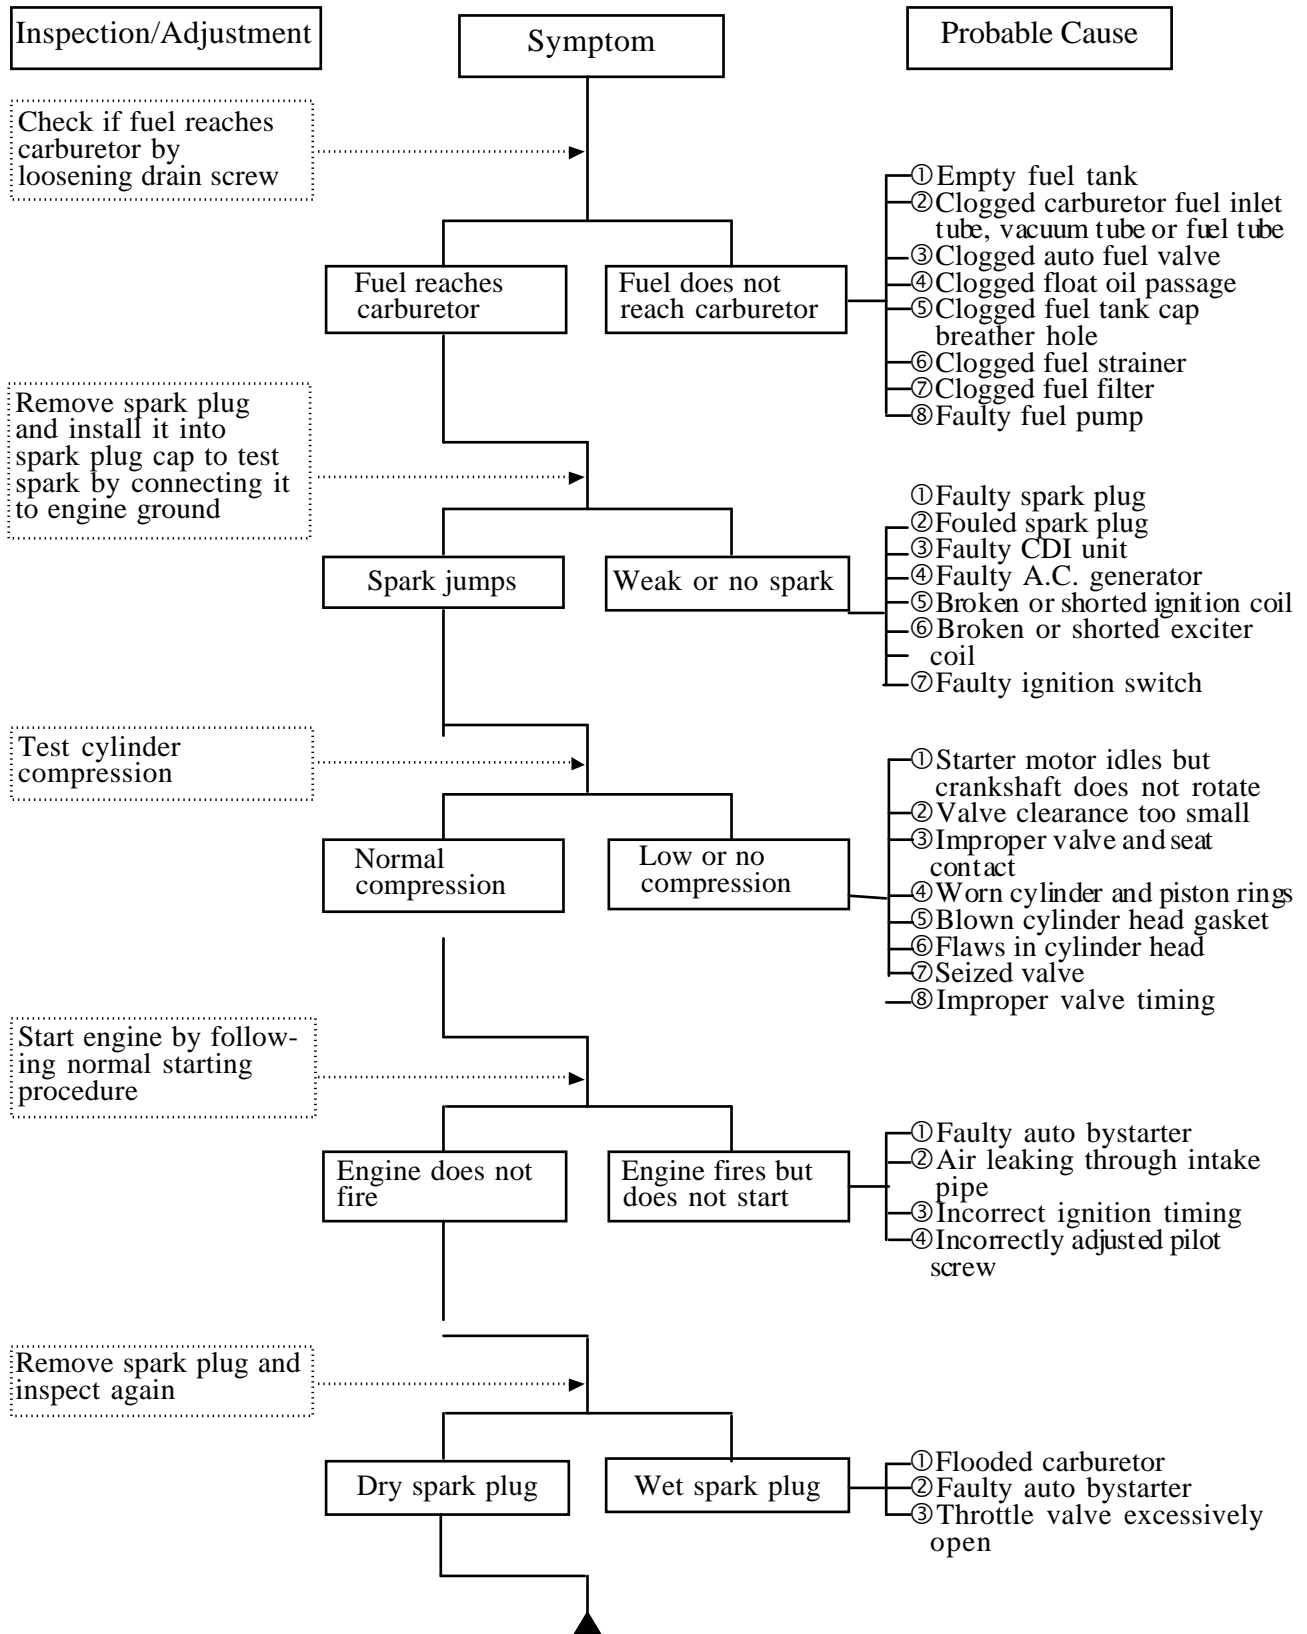 Inspection/Adjustment
Symptom
Probable Cause
Check if fuel reaches
carburetor by
loosening drain screw
Fuel reaches
carburetor
Fuel does not
reach carburetor
①Empty fuel tank
②Clogged carburetor fuel inlet
tube, vacuum tube or fuel tube
③Clogged auto fuel valve
④Clogged float oil passage
⑤Clogged fuel tank cap
breather hole
⑥Clogged fuel strainer
⑦Clogged fuel filter
⑧Faulty fuel pump
Remove spark plug
and install it into
spark plug cap to test
spark by connecting it
to engine ground
Spark jumps
Weak or no spark
①Faulty spark plug
②Fouled spark plug
③Faulty CDI unit
④Faulty A.C. generator
⑤Broken or shorted ignition coil
⑥Broken or shorted exciter
coil
⑦Faulty ignition switch
Test cylinder
compression
Normal
compression
Low or no
compression
①Starter motor idles but
crankshaft does not rotate
②Valve clearance too small
③Improper valve and seat
contact
④Worn cylinder and piston rings
⑤Blown cylinder head gasket
⑥Flaws in cylinder head
⑦Seized valve
⑧Improper valve timing
Start engine by follow-
ing normal starting
procedure
Engine does not
fire
Engine fires but
does not start
①Faulty auto bystarter
②Air leaking through intake
pipe
③Incorrect ignition timing
④Incorrectly adjusted pilot
screw
Remove spark plug and
inspect again
Dry spark plug
Wet spark plug
①Flooded carburetor
②Faulty auto bystarter
③Throttle valve excessively
open